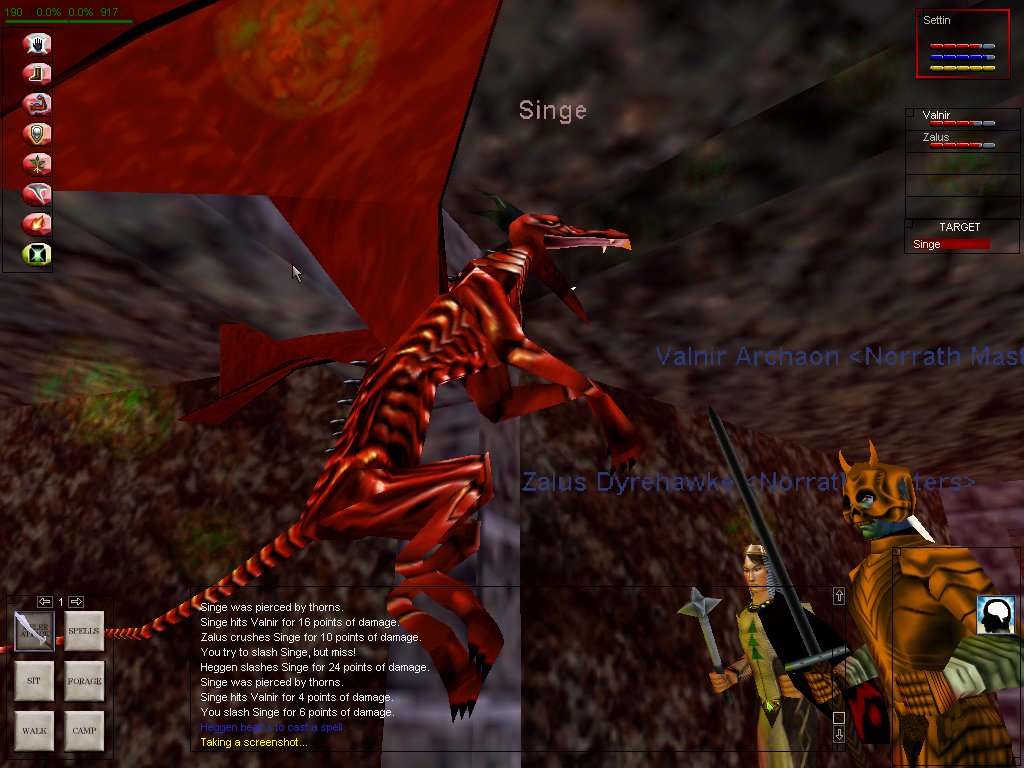 190 0.0% 0.0% 917
Settin
Singe
Valnir
Zalus
TARGET
Singe
Valnir Archaon <Norrath Mast
Zalus Dyrehawke <Norrath
1
SPELLS
SIT
FORAGE
WALK
CAMP
Singe was pierced by thorns.
Singe hits Valnir for 16 points of damage.
Zalus crushes Singe for 10 points of damage.
You try to slash Singe, but miss!
Heggen slashes Singe for 24 points of damage.
Singe was pierced by thorns.
Singe hits Valnir for 4 points of damage.
You slash Singe for 6 points of damage.
Heggen begins to cast a spell.
Taking a screenshot...